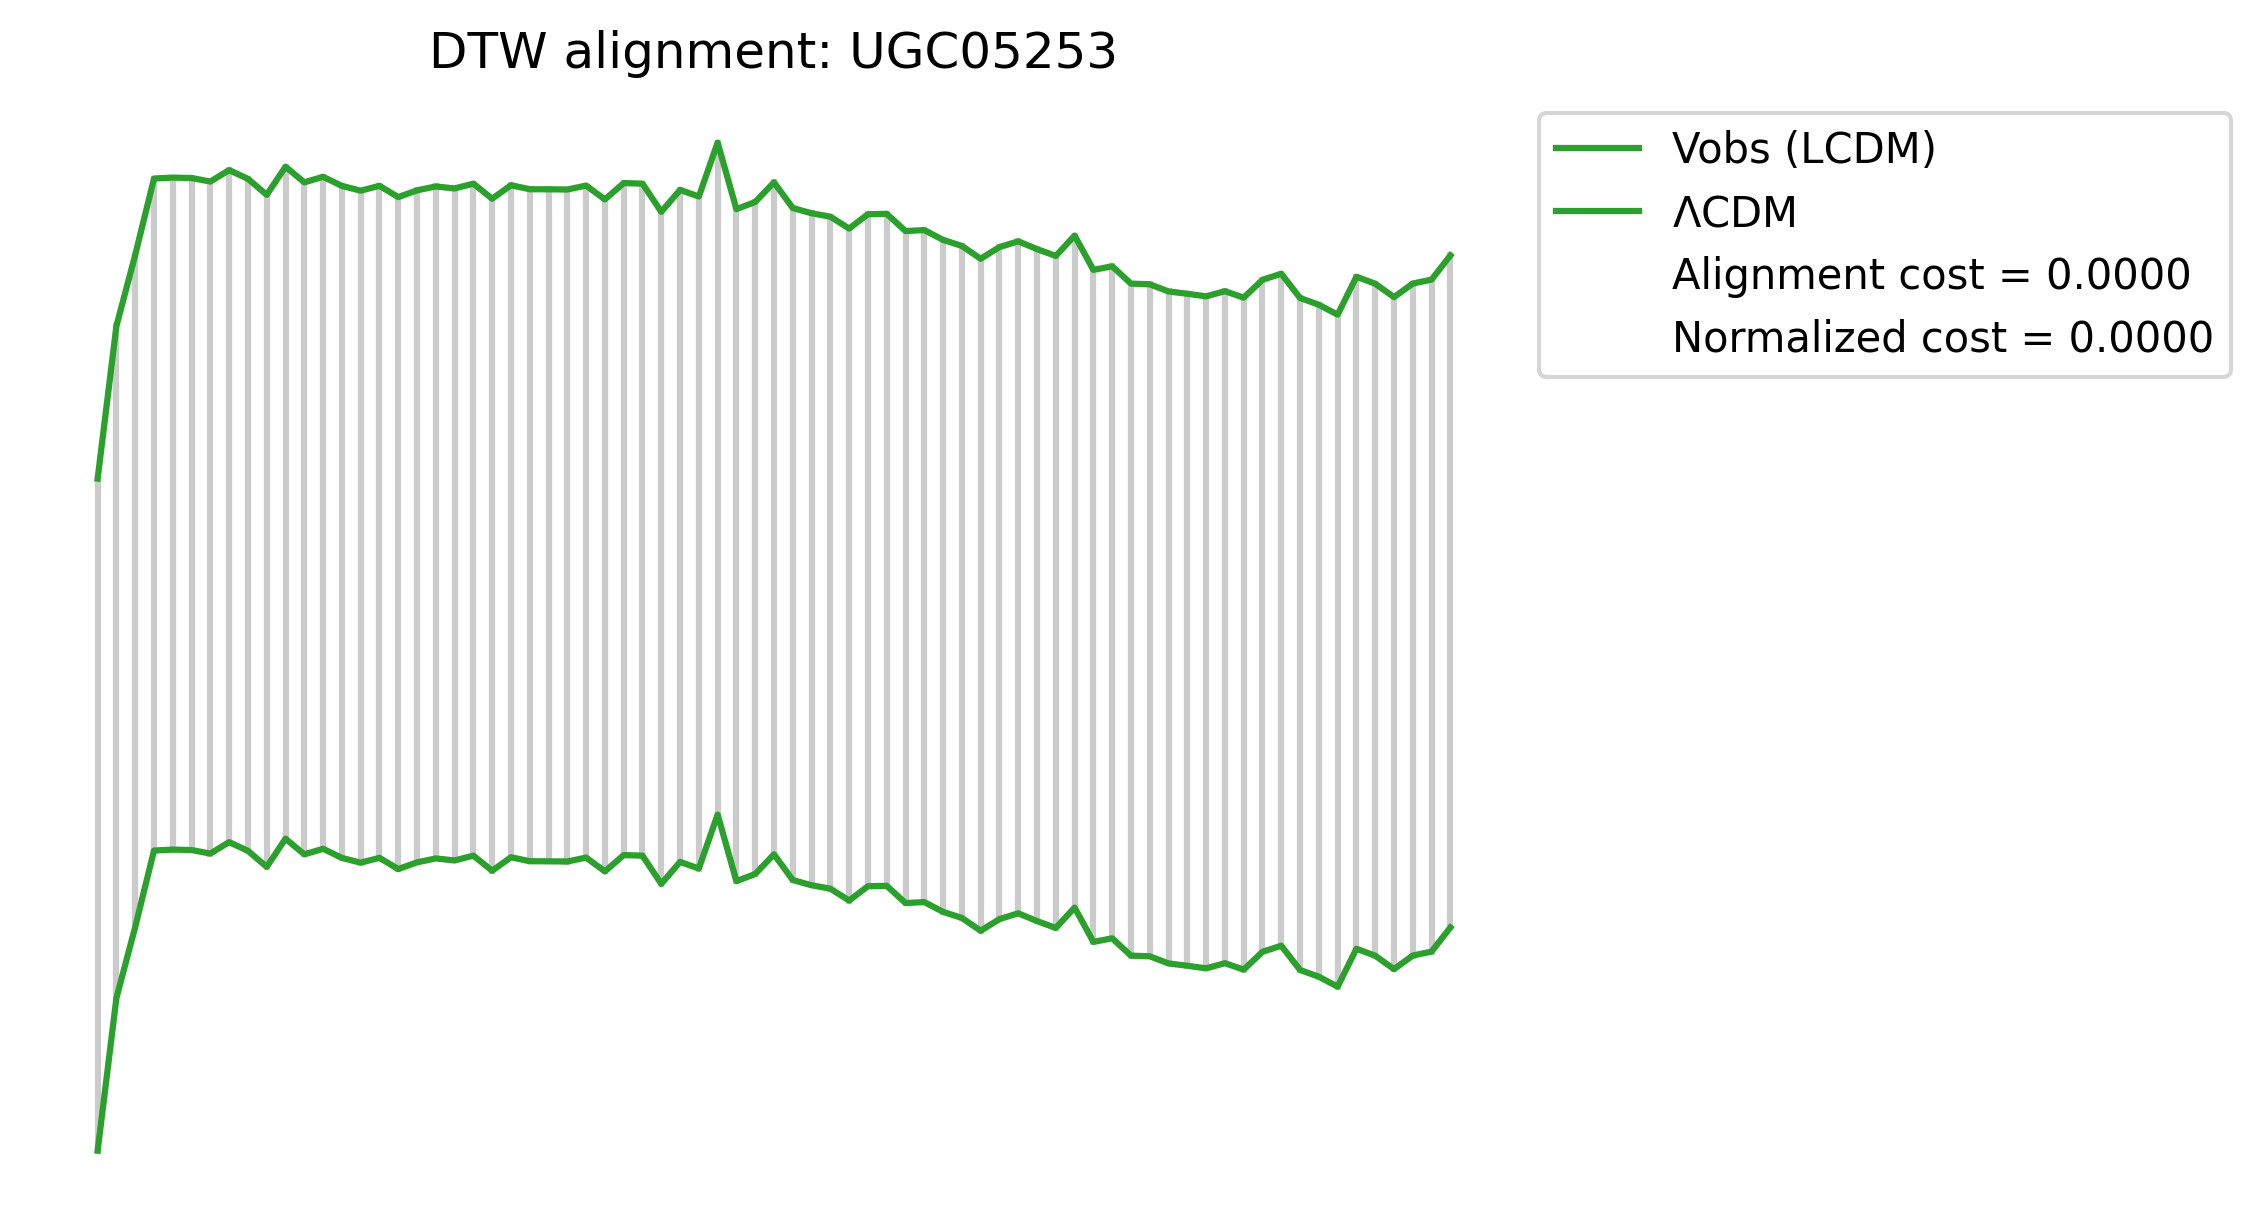 DTW alignment: UGC05253
Vobs (LCDM)
ΛCDM
Alignment cost = 0.0000
Normalized cost = 0.0000